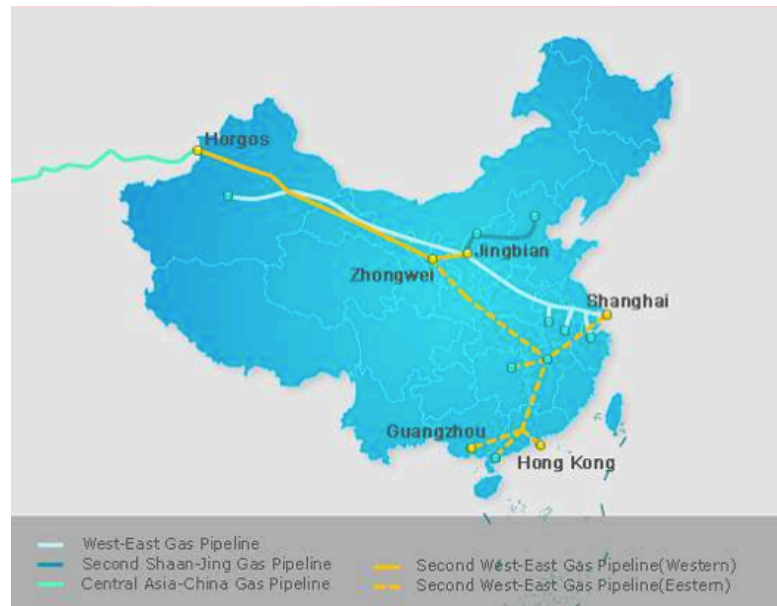 Horgos
Jingbian
Zhongwei
Shanghai
Guangzhou
Hong Kong
West-East Gas Pipeline
Second Shaan-Jing Gas Pipeline
Central Asia-China Gas Pipeline
Second West-East Gas Pipeline(Western)
Second West-East Gas Pipeline(Eestern)